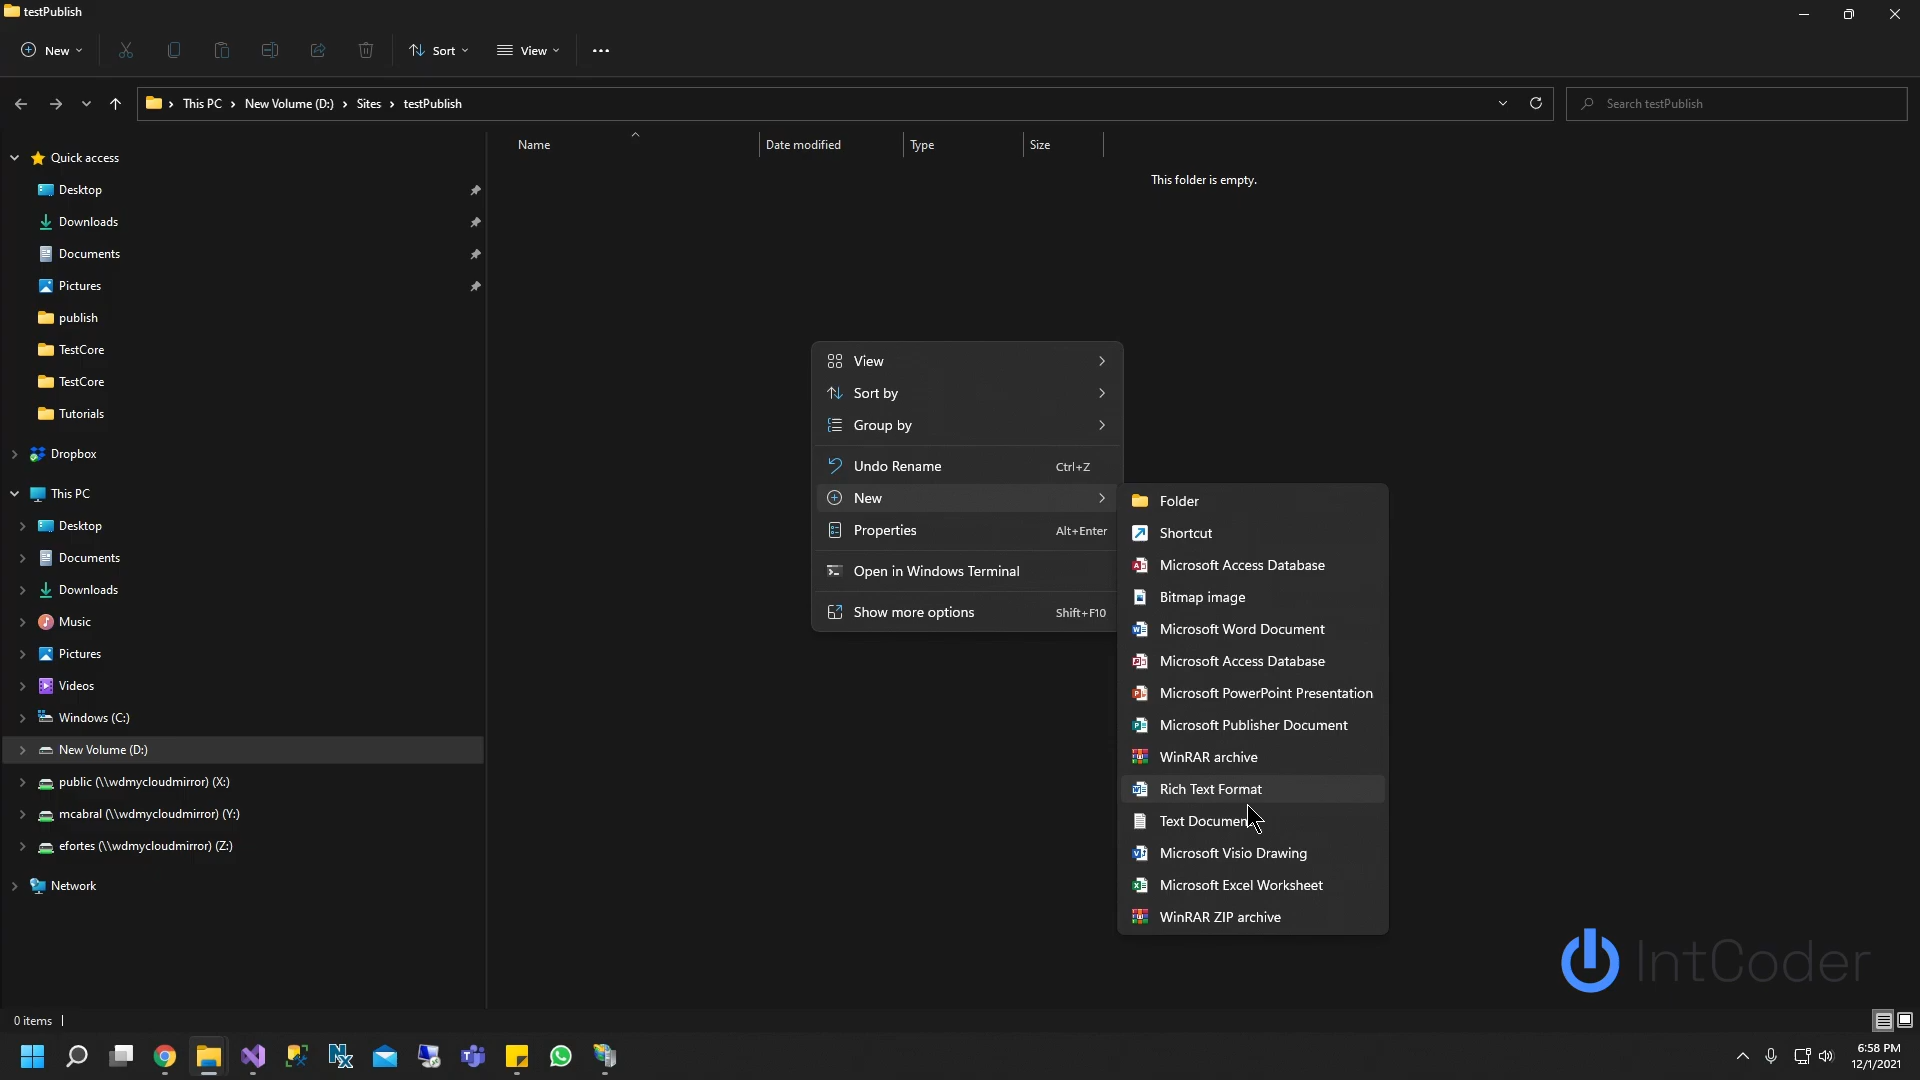 testPublish
New
Sort
View
This PC
New Volume (D:)
Sites
testPublish
Search testPublish
Name
Date modified
Type
Size
This folder is empty.
Quick access
Desktop
Downloads
Documents
Pictures
publish
TestCore
TestCore
Tutorials
Dropbox
This PC
Desktop
Documents
Downloads
Music
Pictures
Videos
Windows (C:)
New Volume (D:)
public (\\wdmycloudmirror) (X:)
mcabral (\\wdmycloudmirror) (Y:)
efortes (\\wdmycloudmirror) (Z:)
Network
View
Sort by
Group by
Undo Rename Ctrl+Z
New
Properties Alt+Enter
Open in Windows Terminal
Show more options Shift+F10
Folder
Shortcut
Microsoft Access Database
Bitmap image
Microsoft Word Document
Microsoft Access Database
Microsoft PowerPoint Presentation
Microsoft Publisher Document
WinRAR archive
Rich Text Format
Text Document
Microsoft Visio Drawing
Microsoft Excel Worksheet
WinRAR ZIP archive
IntCoder
0 items
6:58 PM
12/1/2021